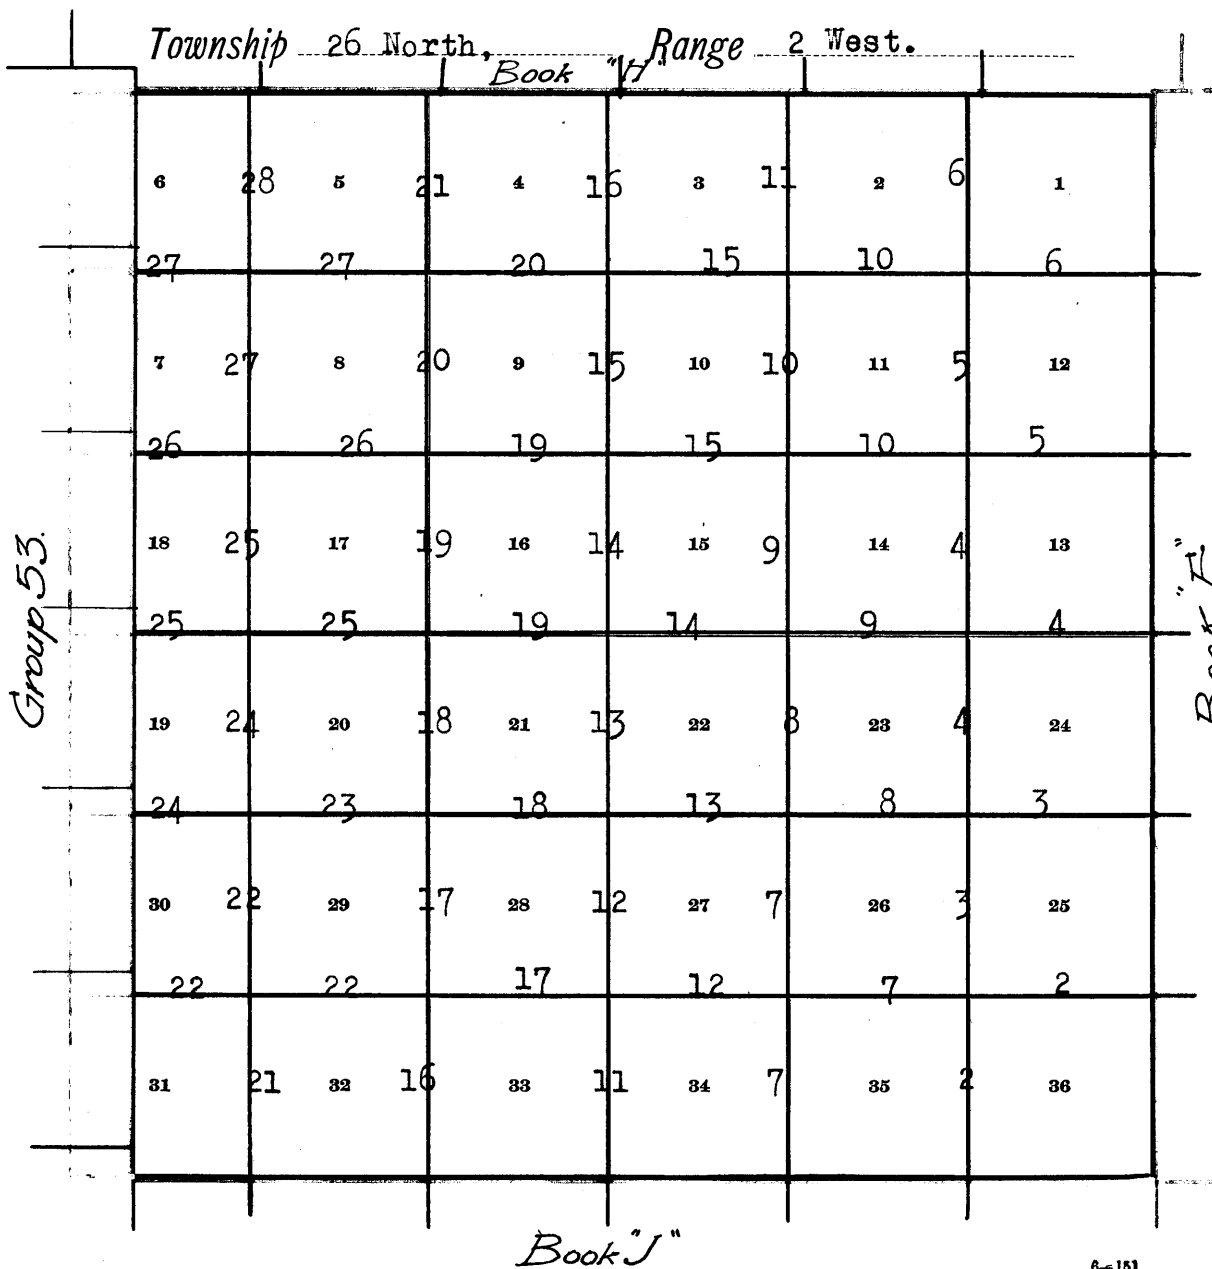 Township 26 North, Range 2 West.
Book "H"
6 28 5 21 4 16 3 11 2 6 1
27 27 20 15 10 6
7 27 8 20 9 15 10 10 11 5 12
26 26 19 15 10 5
18 25 17 19 16 14 15 9 14 4 13
25 25 19 14 9 4
19 24 20 18 21 13 22 8 23 4 24
24 23 18 13 8 3
30 22 29 17 28 12 27 7 26 3 25
22 22 17 12 7 2
31 21 32 16 33 11 34 7 35 2 36
Group 53.
Book "J"
6-151